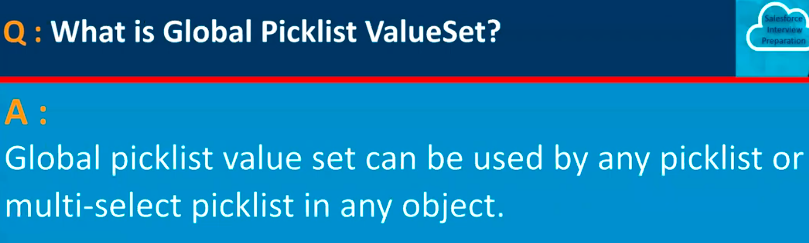 Q : What is Global Picklist ValueSet?
Salesforce
Interview
Preparation
A :
Global picklist value set can be used by any picklist or
multi-select picklist in any object.